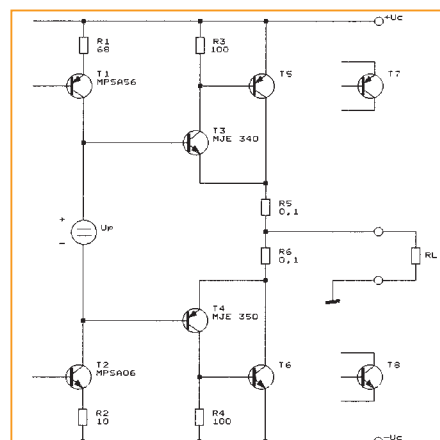 +Uc
R1
68
R3
100
T1
MPSA56
T5
T7
T3
MJE 340
R5
0,1
+
Up
-
R6
0,1
RL
T4
MJE 350
T2
MPSA06
T6
T8
R2
10
R4
100
-Uc